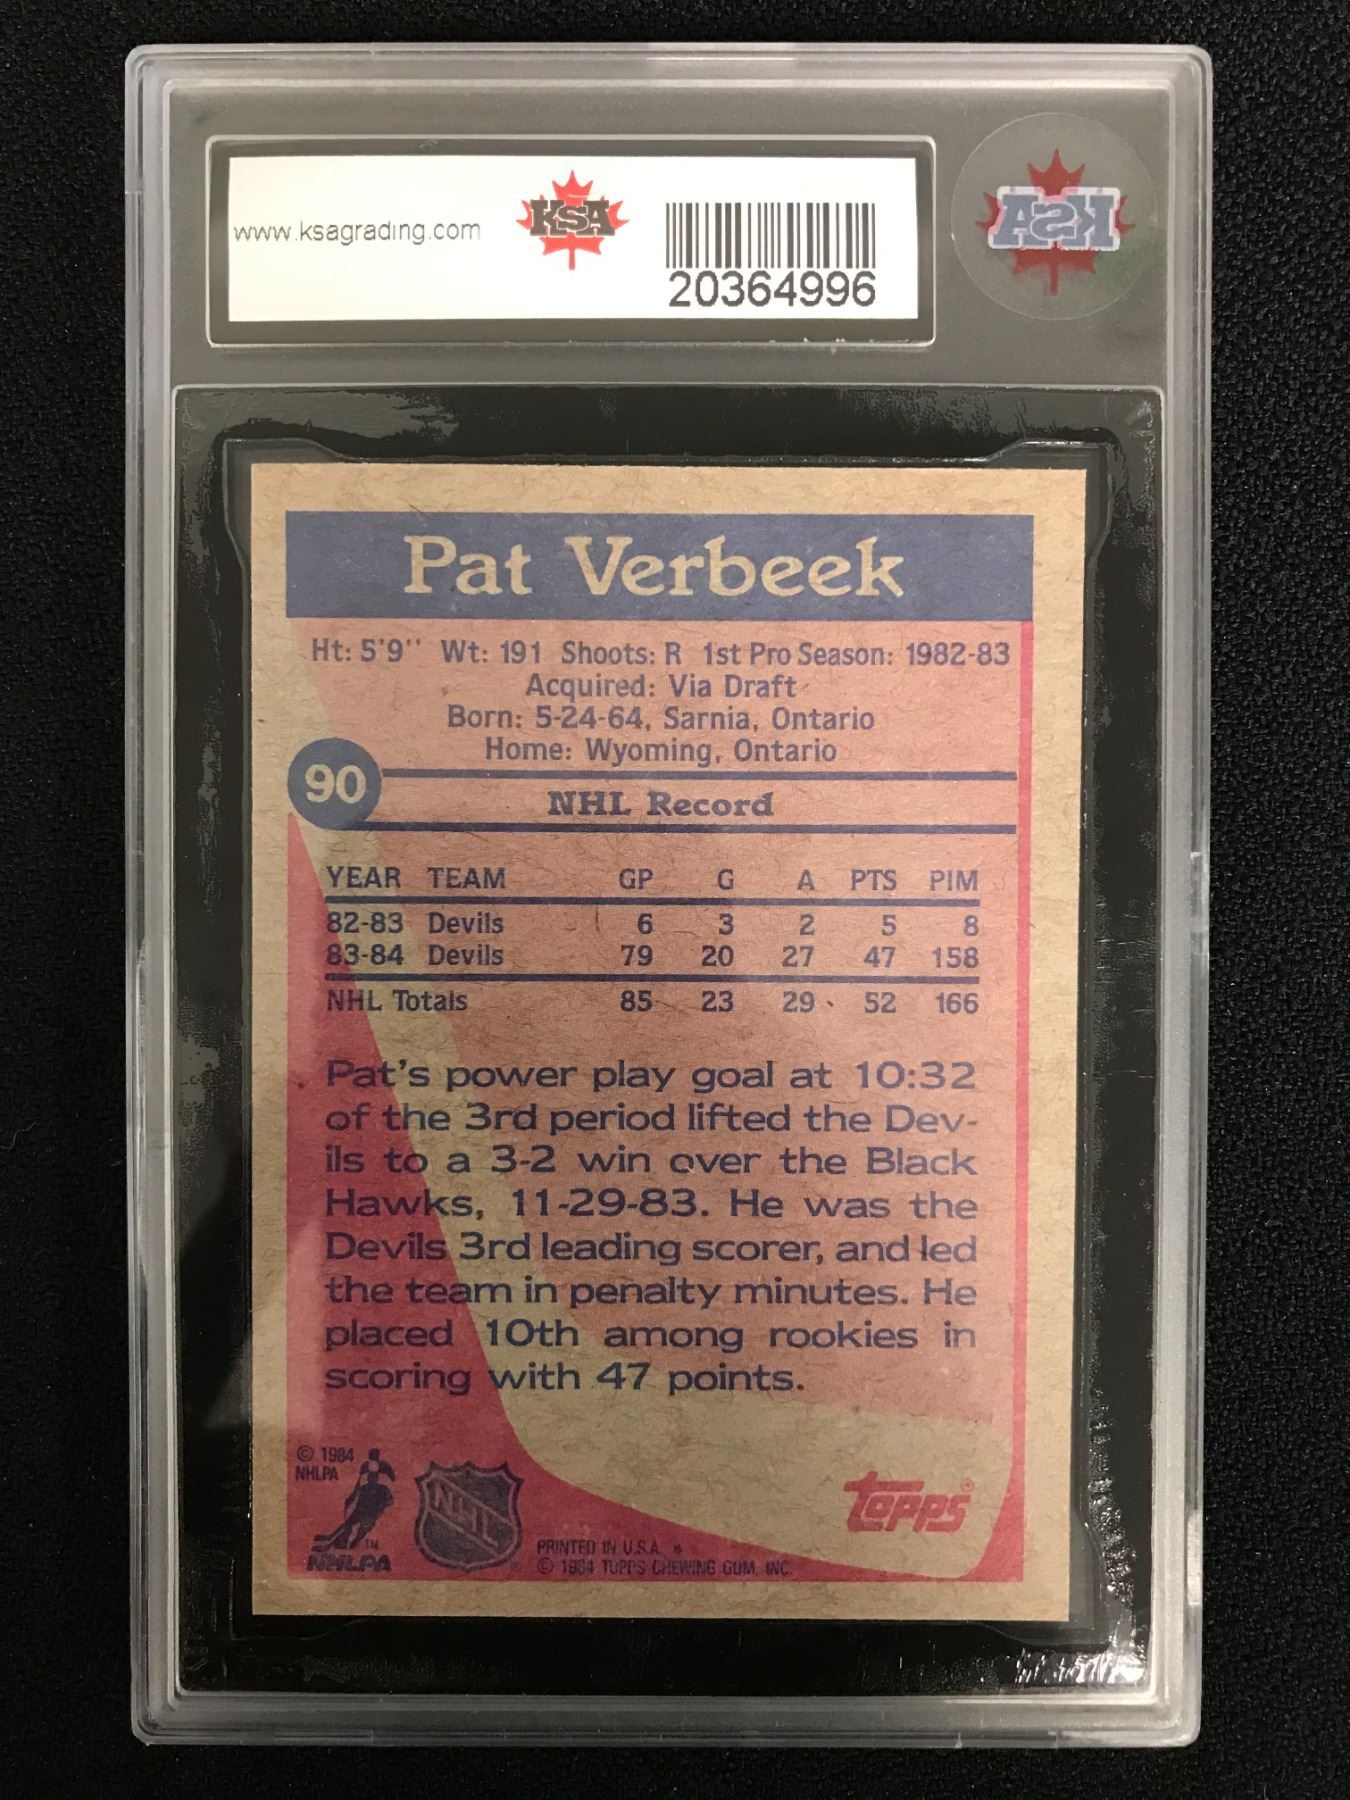 www.ksagrading.com
KSA
20364996
KSA
Pat Verbeek
Ht: 5'9'' Wt: 191 Shoots: R 1st Pro Season: 1982-83
Acquired: Via Draft
Born: 5-24-64, Sarnia, Ontario
Home: Wyoming, Ontario
90
NHL Record
YEAR TEAM GP G A PTS PIM
82-83 Devils 6 3 2 5 8
83-84 Devils 79 20 27 47 158
NHL Totals 85 23 29 52 166
Pat's power play goal at 10:32
of the 3rd period lifted the Dev-
ils to a 3-2 win over the Black
Hawks, 11-29-83. He was the
Devils 3rd leading scorer, and led
the team in penalty minutes. He
placed 10th among rookies in
scoring with 47 points.
© 1984
NHLPA
TM
NHLPA
NHL
®
PRINTED IN U.S.A. *
© 1984 TOPPS CHEWING GUM, INC.
TOPPS®